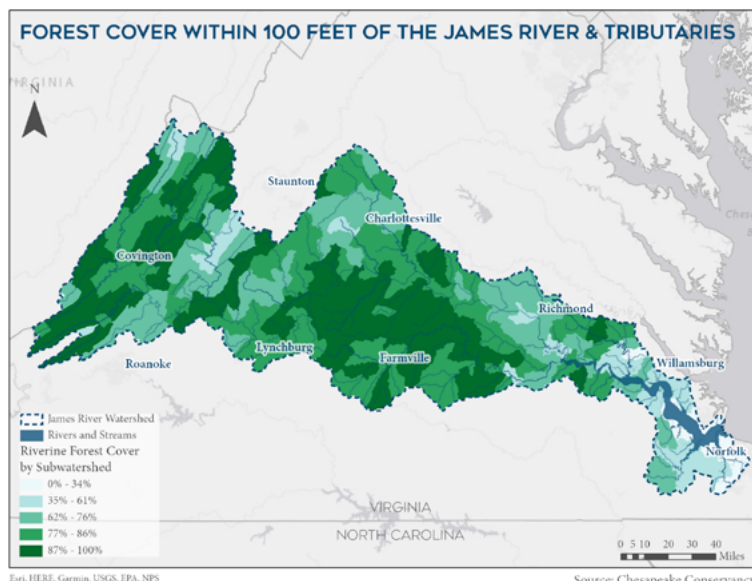 FOREST COVER WITHIN 100 FEET OF THE JAMES RIVER & TRIBUTARIES
VIRGINIA
N
Staunton
Charlottesville
Covington
Richmond
Roanoke
Lynchburg
Farmville
Willamsburg
Norfolk
James River Watershed
Rivers and Streams
Riverine Forest Cover
by Subwatershed
0% - 34%
35% - 61%
62% - 76%
77% - 86%
87% - 100%
VIRGINIA
NORTH CAROLINA
0 5 10 20 30 40
Miles
Esri, HERE, Garmin, USGS, EPA, NPS
Source: Chesapeake Conservancy